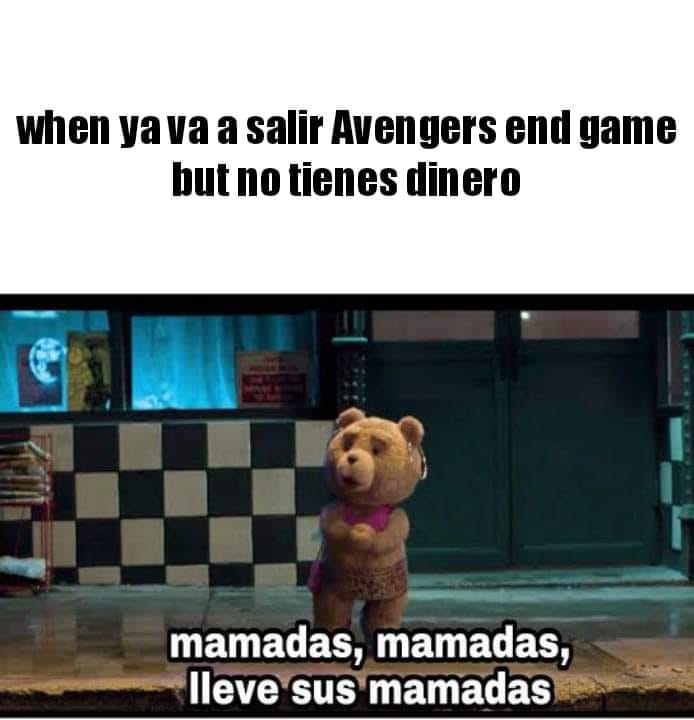 when ya va a salir Avengers end game
but no tienes dinero
mamadas, mamadas,
lleve sus mamadas